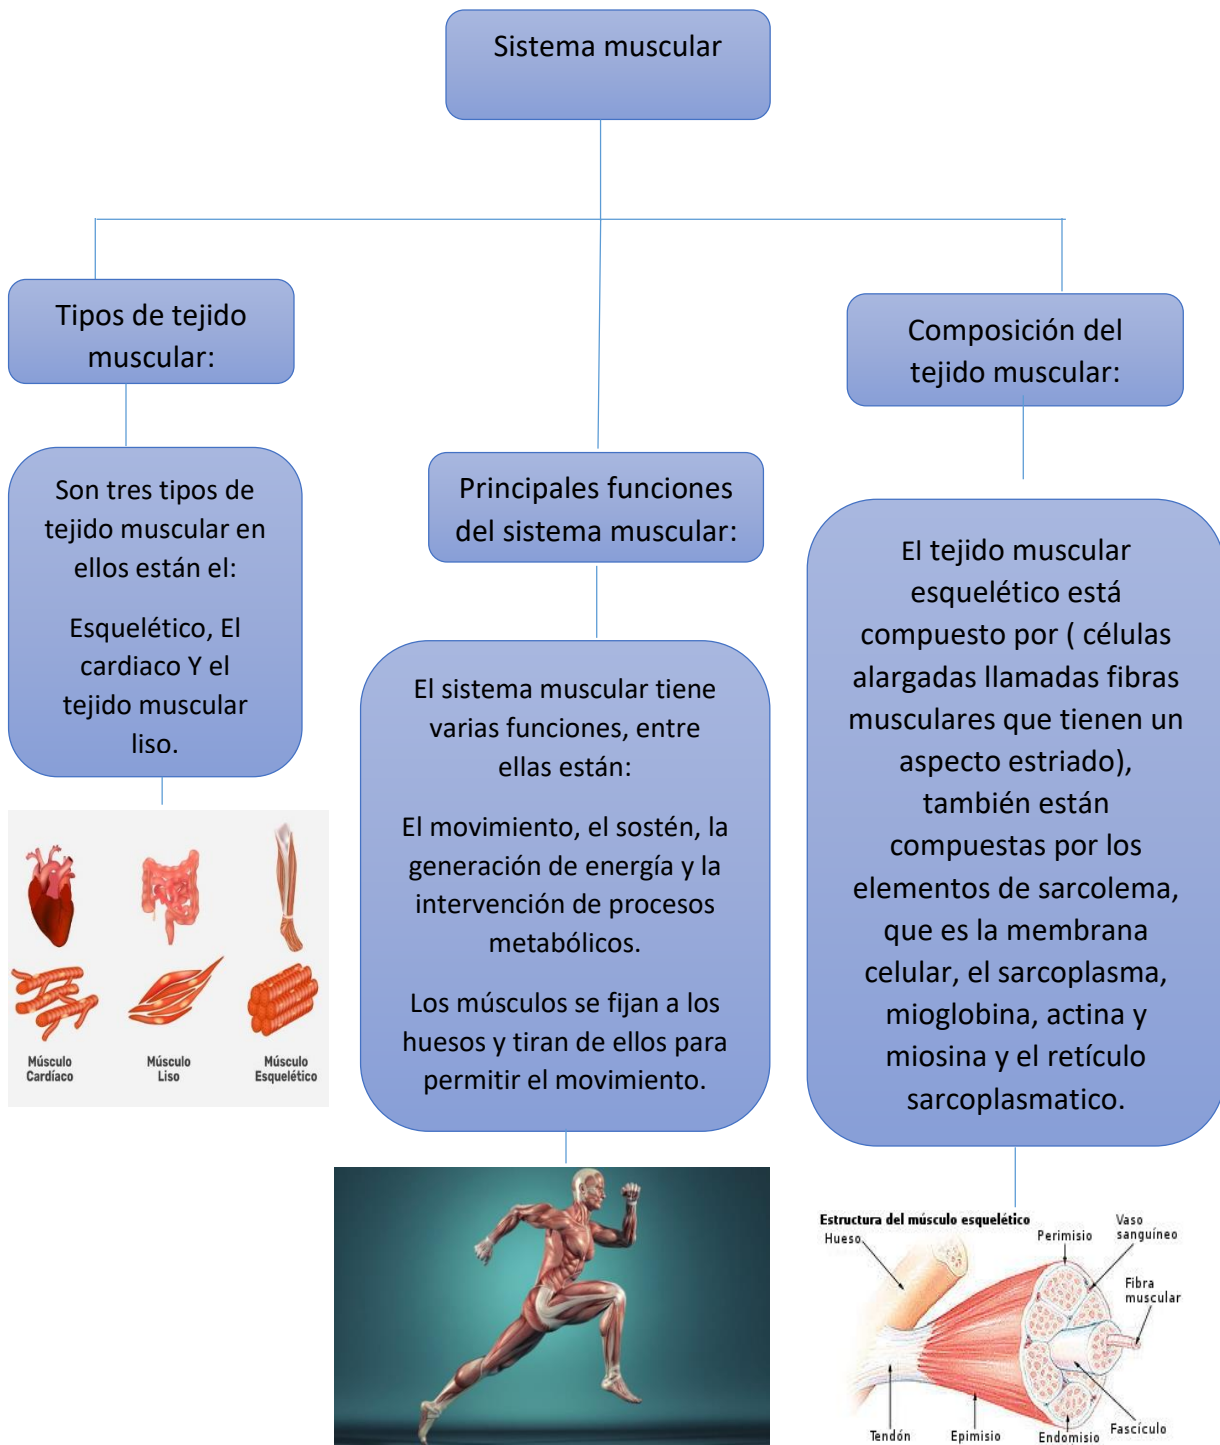 Sistema muscular
Tipos de tejido
muscular:
Son tres tipos de
tejido muscular en
ellos están el:
Esquelético, El
cardiaco Y el
tejido muscular
liso.
Músculo
Cardíaco
Músculo
Liso
Músculo
Esquelético
Principales funciones
del sistema muscular:
El sistema muscular tiene
varias funciones, entre
ellas están:
El movimiento, el sostén, la
generación de energía y la
intervención de procesos
metabólicos.
Los músculos se fijan a los
huesos y tiran de ellos para
permitir el movimiento.
Composición del
tejido muscular:
El tejido muscular
esquelético está
compuesto por ( células
alargadas llamadas fibras
musculares que tienen un
aspecto estriado),
también están
compuestas por los
elementos de sarcolema,
que es la membrana
celular, el sarcoplasma,
mioglobina, actina y
miosina y el retículo
sarcoplasmatico.
Estructura del músculo esquelético
Hueso
Perimisio
Vaso
sanguíneo
Fibra
muscular
Tendón
Epimisio
Endomisio
Fascículo